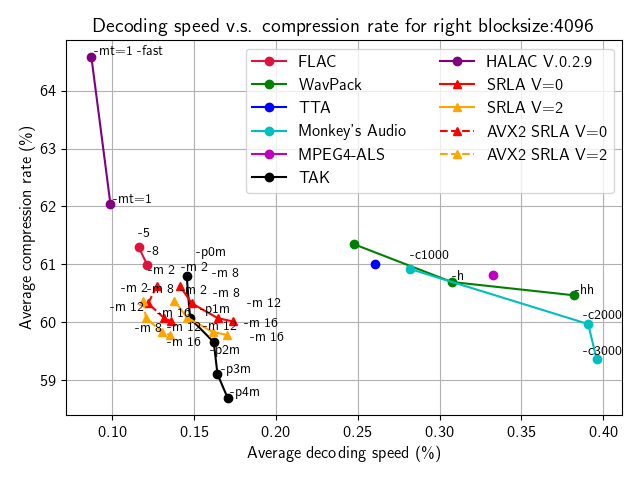 Decoding speed v.s. compression rate for right blocksize:4096
Average compression rate (%)
64
63
62
61
60
59
-mt=1 -fast
-mt=1
FLAC
WavPack
TTA
Monkey's Audio
MPEG4-ALS
TAK
HALAC V.0.2.9
SRLA V=0
SRLA V=2
AVX2 SRLA V=0
AVX2 SRLA V=2
-5
-8
-p0m
-c1000
-m 2
-m 2
-m 8
-h
-m 2
-m 8
-m 2
-m 8
-hh
-m 12
-m 16
p1m
-m 12
-c2000
-m 8
-m 12
-m 12
-m 16
-m 16
-m 16
-p2m
-c3000
-p3m
-p4m
0.10
0.15
0.20
0.25
0.30
0.35
0.40
Average decoding speed (%)